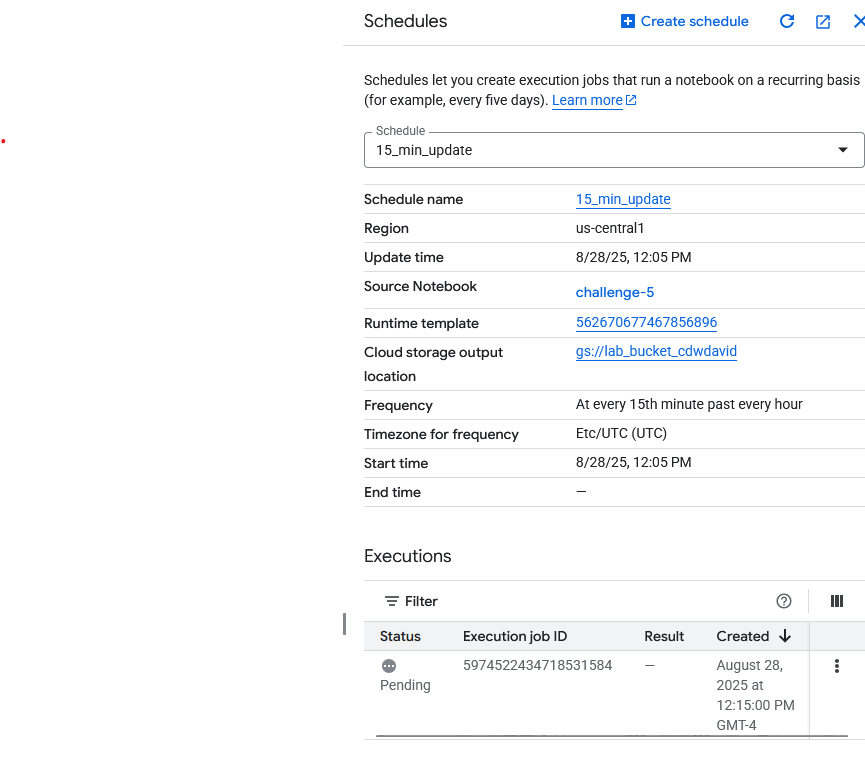 Schedules
Create schedule
Schedules let you create execution jobs that run a notebook on a recurring basis
(for example, every five days). Learn more
Schedule
15_min_update
Schedule name 15_min_update
Region us-central1
Update time 8/28/25, 12:05 PM
Source Notebook challenge-5
Runtime template 562670677467856896
Cloud storage output gs://lab_bucket_cdwdavid
location
Frequency At every 15th minute past every hour
Timezone for frequency Etc/UTC (UTC)
Start time 8/28/25, 12:05 PM
End time —
Executions
Filter
Status Execution job ID Result Created
5974522434718531584 — August 28,
Pending 2025 at
12:15:00 PM
GMT-4